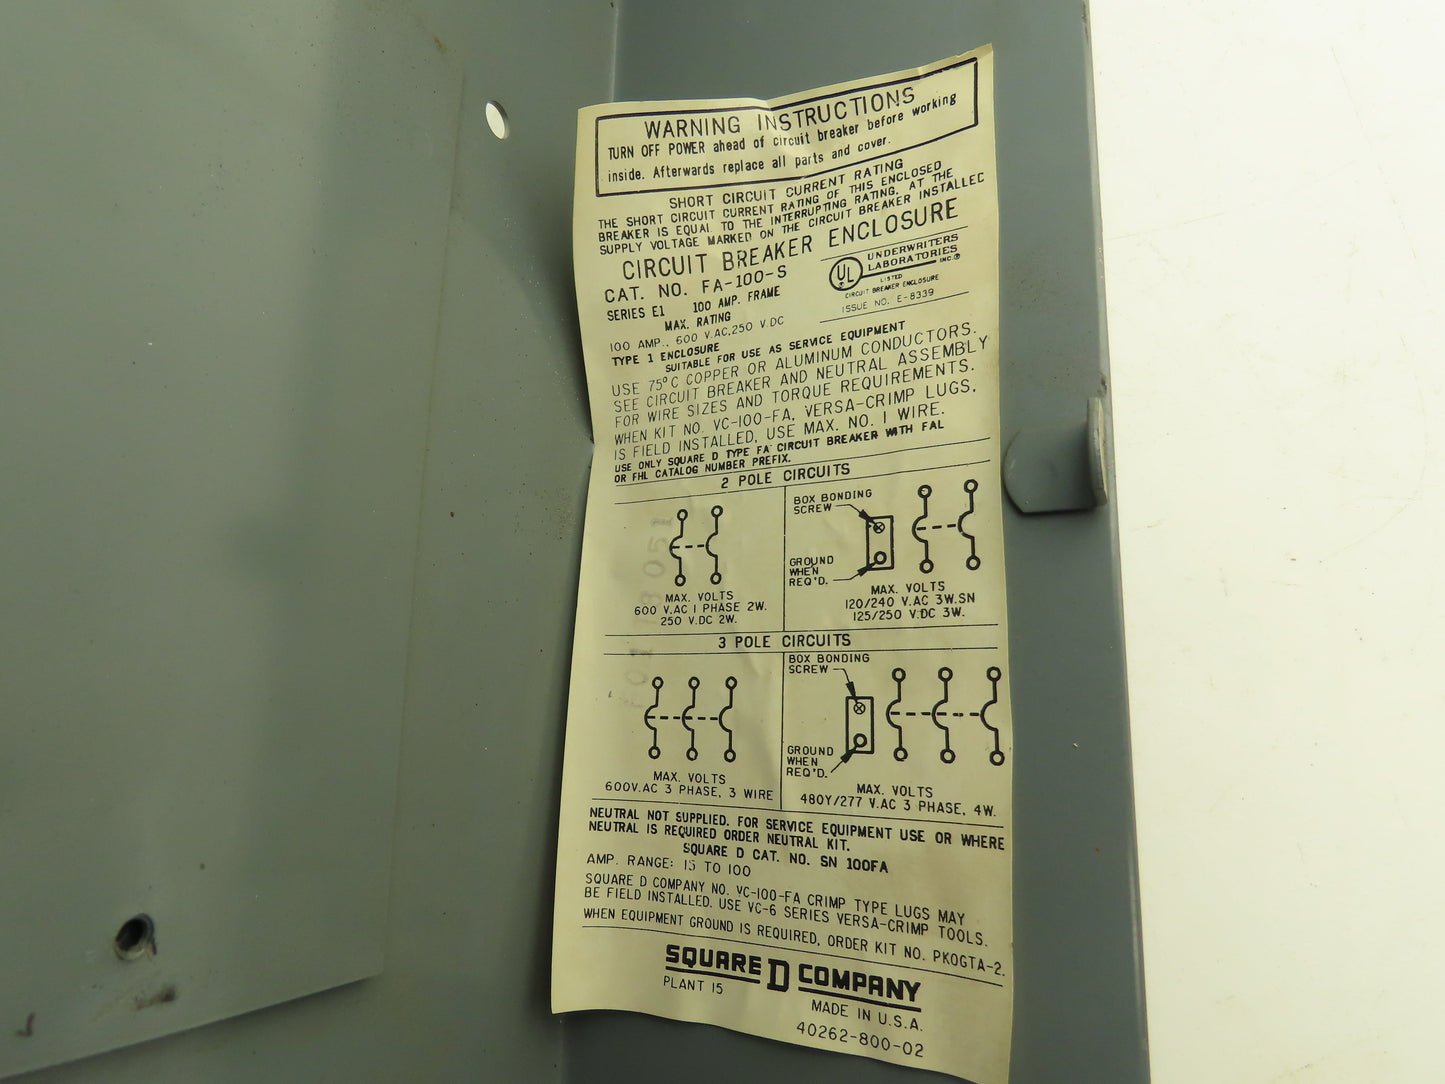 WARNING INSTRUCTIONS
TURN OFF POWER ahead of circuit breaker before working
inside. Afterwards replace all parts and cover.
SHORT CIRCUIT CURRENT RATING
THE SHORT CIRCUIT CURRENT RATING OF THIS ENCLOSED
BREAKER IS EQUAL TO THE INTERRUPTING RATING, AT THE
SUPPLY VOLTAGE MARKED ON THE CIRCUIT BREAKER INSTALLED
CIRCUIT BREAKER ENCLOSURE
CAT. NO. FA-100-S
SERIES E1 100 AMP. FRAME
MAX. RATING
100 AMP., 600 V.AC, 250 V.DC
UL ®
UNDERWRITERS
LABORATORIES
INC.®
LISTED
CIRCUIT BREAKER ENCLOSURE
ISSUE NO. E-8339
TYPE 1 ENCLOSURE
SUITABLE FOR USE AS SERVICE EQUIPMENT
USE 75°C COPPER OR ALUMINUM CONDUCTORS.
SEE CIRCUIT BREAKER AND NEUTRAL ASSEMBLY
FOR WIRE SIZES AND TORQUE REQUIREMENTS.
WHEN KIT NO. VC-100-FA, VERSA-CRIMP LUGS,
IS FIELD INSTALLED, USE MAX. NO. 1 WIRE.
USE ONLY SQUARE D TYPE FA CIRCUIT BREAKER WITH FAL
OR FHL CATALOG NUMBER PREFIX.
2 POLE CIRCUITS
MAX. VOLTS
600 V.AC 1 PHASE 2W.
250 V.DC 2W.
BOX BONDING
SCREW
GROUND
WHEN
REQ'D.
MAX. VOLTS
120/240 V.AC 3W.SN
125/250 V.DC 3W.
3 POLE CIRCUITS
MAX. VOLTS
600V.AC 3 PHASE, 3 WIRE
BOX BONDING
SCREW
GROUND
WHEN
REQ'D.
MAX. VOLTS
480Y/277 V.AC 3 PHASE, 4W.
NEUTRAL NOT SUPPLIED. FOR SERVICE EQUIPMENT USE OR WHERE
NEUTRAL IS REQUIRED ORDER NEUTRAL KIT.
SQUARE D CAT. NO. SN 100FA
AMP. RANGE: 15 TO 100
SQUARE D COMPANY NO. VC-100-FA CRIMP TYPE LUGS MAY
BE FIELD INSTALLED. USE VC-6 SERIES VERSA-CRIMP TOOLS.
WHEN EQUIPMENT GROUND IS REQUIRED, ORDER KIT NO. PKOGTA-2.
SQUARE D COMPANY
PLANT 15
MADE IN U.S.A.
40262-800-02